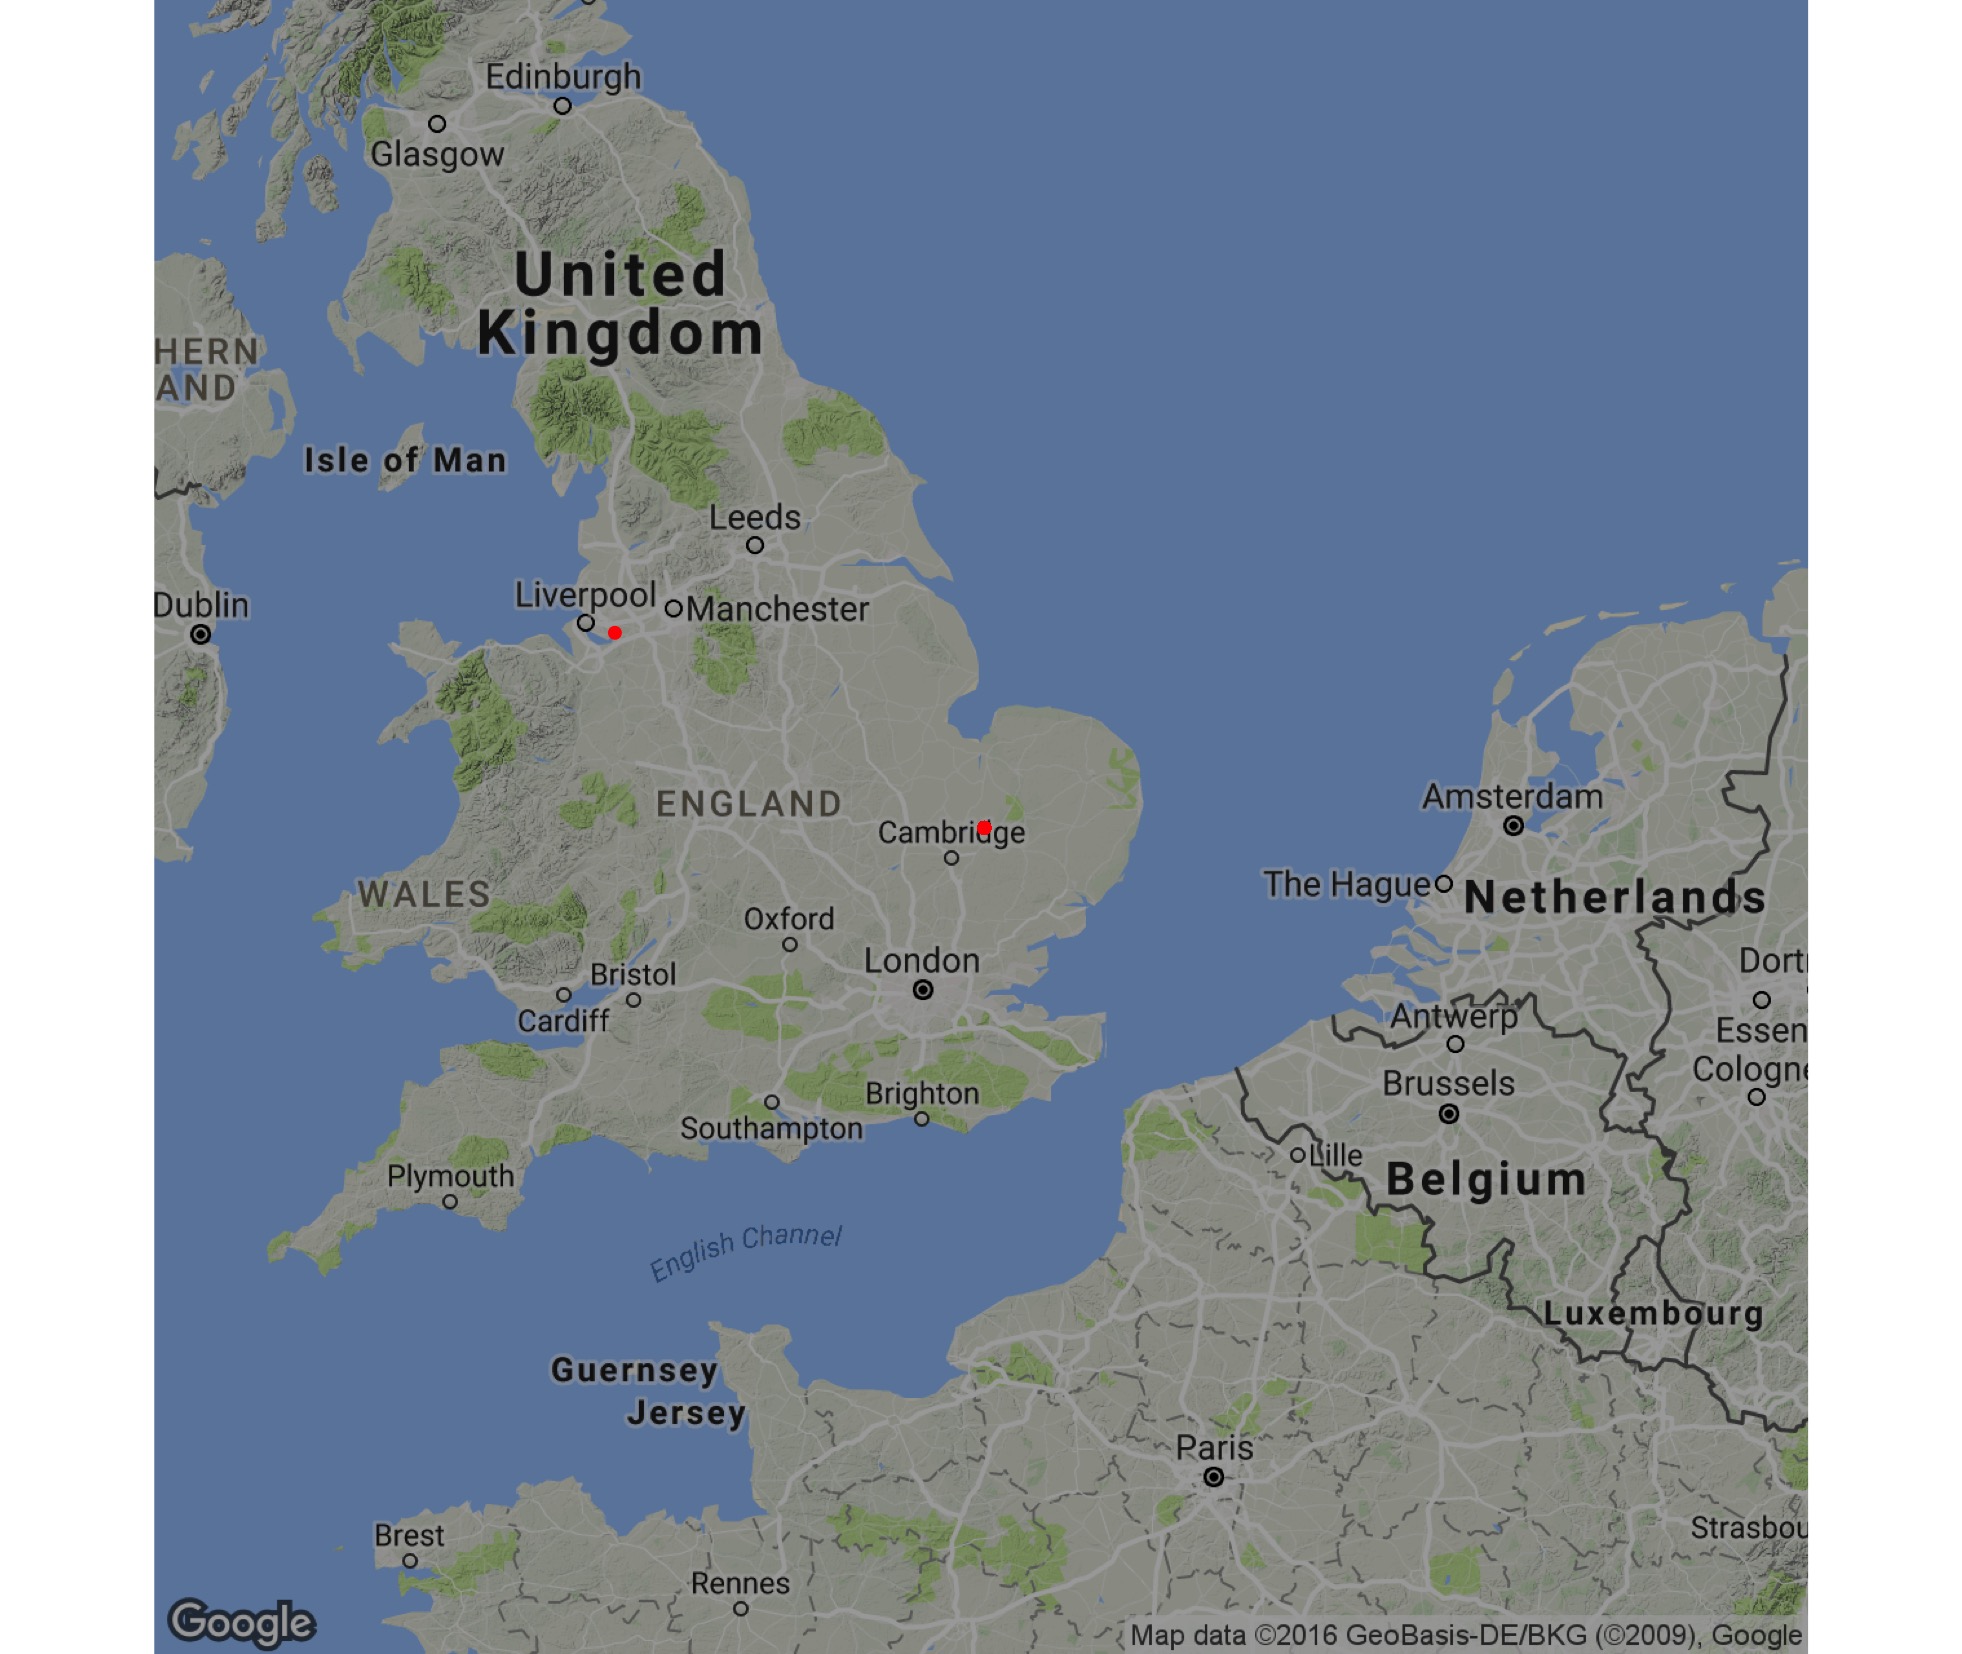 Edinburgh
Glasgow
United
Kingdom
HERN
AND
Isle of Man
Leeds
Liverpool
Manchester
Dublin
ENGLAND
Cambridge
Amsterdam
The Hague
Netherlands
WALES
Oxford
London
Bristol
Cardiff
Dort
Essen
Antwerp
Cologne
Brussels
Brighton
Southampton
Lille
Belgium
Plymouth
English Channel
Luxembourg
Guernsey
Jersey
Paris
Strasbou
Brest
Rennes
Google
Map data ©2016 GeoBasis-DE/BKG (©2009), Google